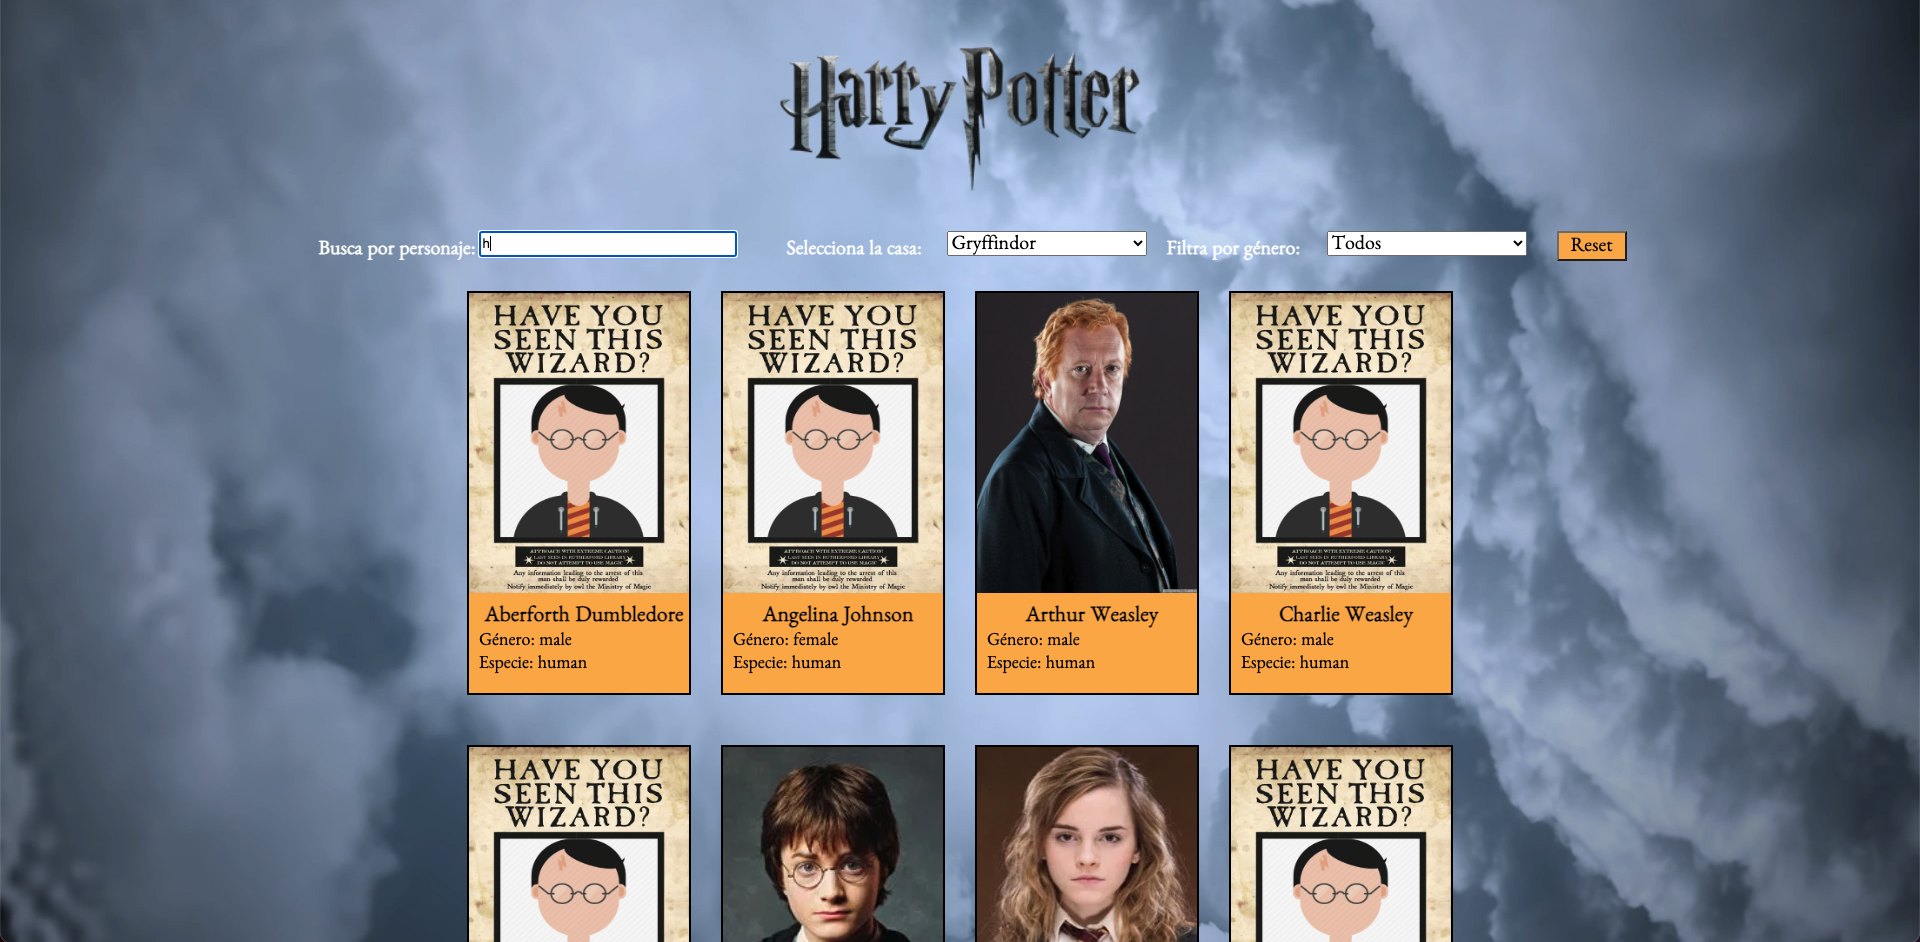 Harry Potter
Busca por personaje: h
Selecciona la casa: Gryffindor
Filtra por género: Todos
Reset
HAVE YOU
SEEN THIS
WIZARD?
APPROACH WITH EXTREME CAUTION!
LAST SEEN IN RUTHERFORD LIBRARY
DO NOT ATTEMPT TO USE MAGIC
Any information leading to the arrest of this
man shall be duly rewarded
Notify immediately by owl the Ministry of Magic
Aberforth Dumbledore
Género: male
Especie: human
HAVE YOU
SEEN THIS
WIZARD?
APPROACH WITH EXTREME CAUTION!
LAST SEEN IN RUTHERFORD LIBRARY
DO NOT ATTEMPT TO USE MAGIC
Any information leading to the arrest of this
man shall be duly rewarded
Notify immediately by owl the Ministry of Magic
Angelina Johnson
Género: female
Especie: human
Arthur Weasley
Género: male
Especie: human
HAVE YOU
SEEN THIS
WIZARD?
APPROACH WITH EXTREME CAUTION!
LAST SEEN IN RUTHERFORD LIBRARY
DO NOT ATTEMPT TO USE MAGIC
Any information leading to the arrest of this
man shall be duly rewarded
Notify immediately by owl the Ministry of Magic
Charlie Weasley
Género: male
Especie: human
HAVE YOU
SEEN THIS
WIZARD?
HAVE YOU
SEEN THIS
WIZARD?